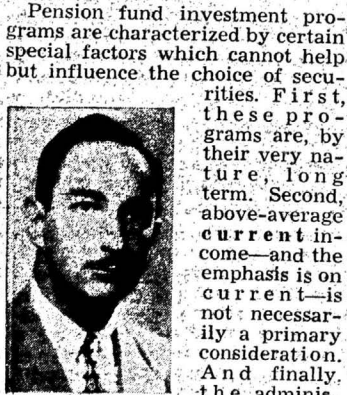 Pension fund investment pro-
grams are characterized by certain
special factors which cannot help
but influence the choice of secu-
rities. First,
these pro-
grams are, by
their very na-
ture, long
term. Second,
above-average
current in-
come—and the
emphasis is on
current—is
not necessar-
ily a primary
consideration.
And finally,
the adminis-